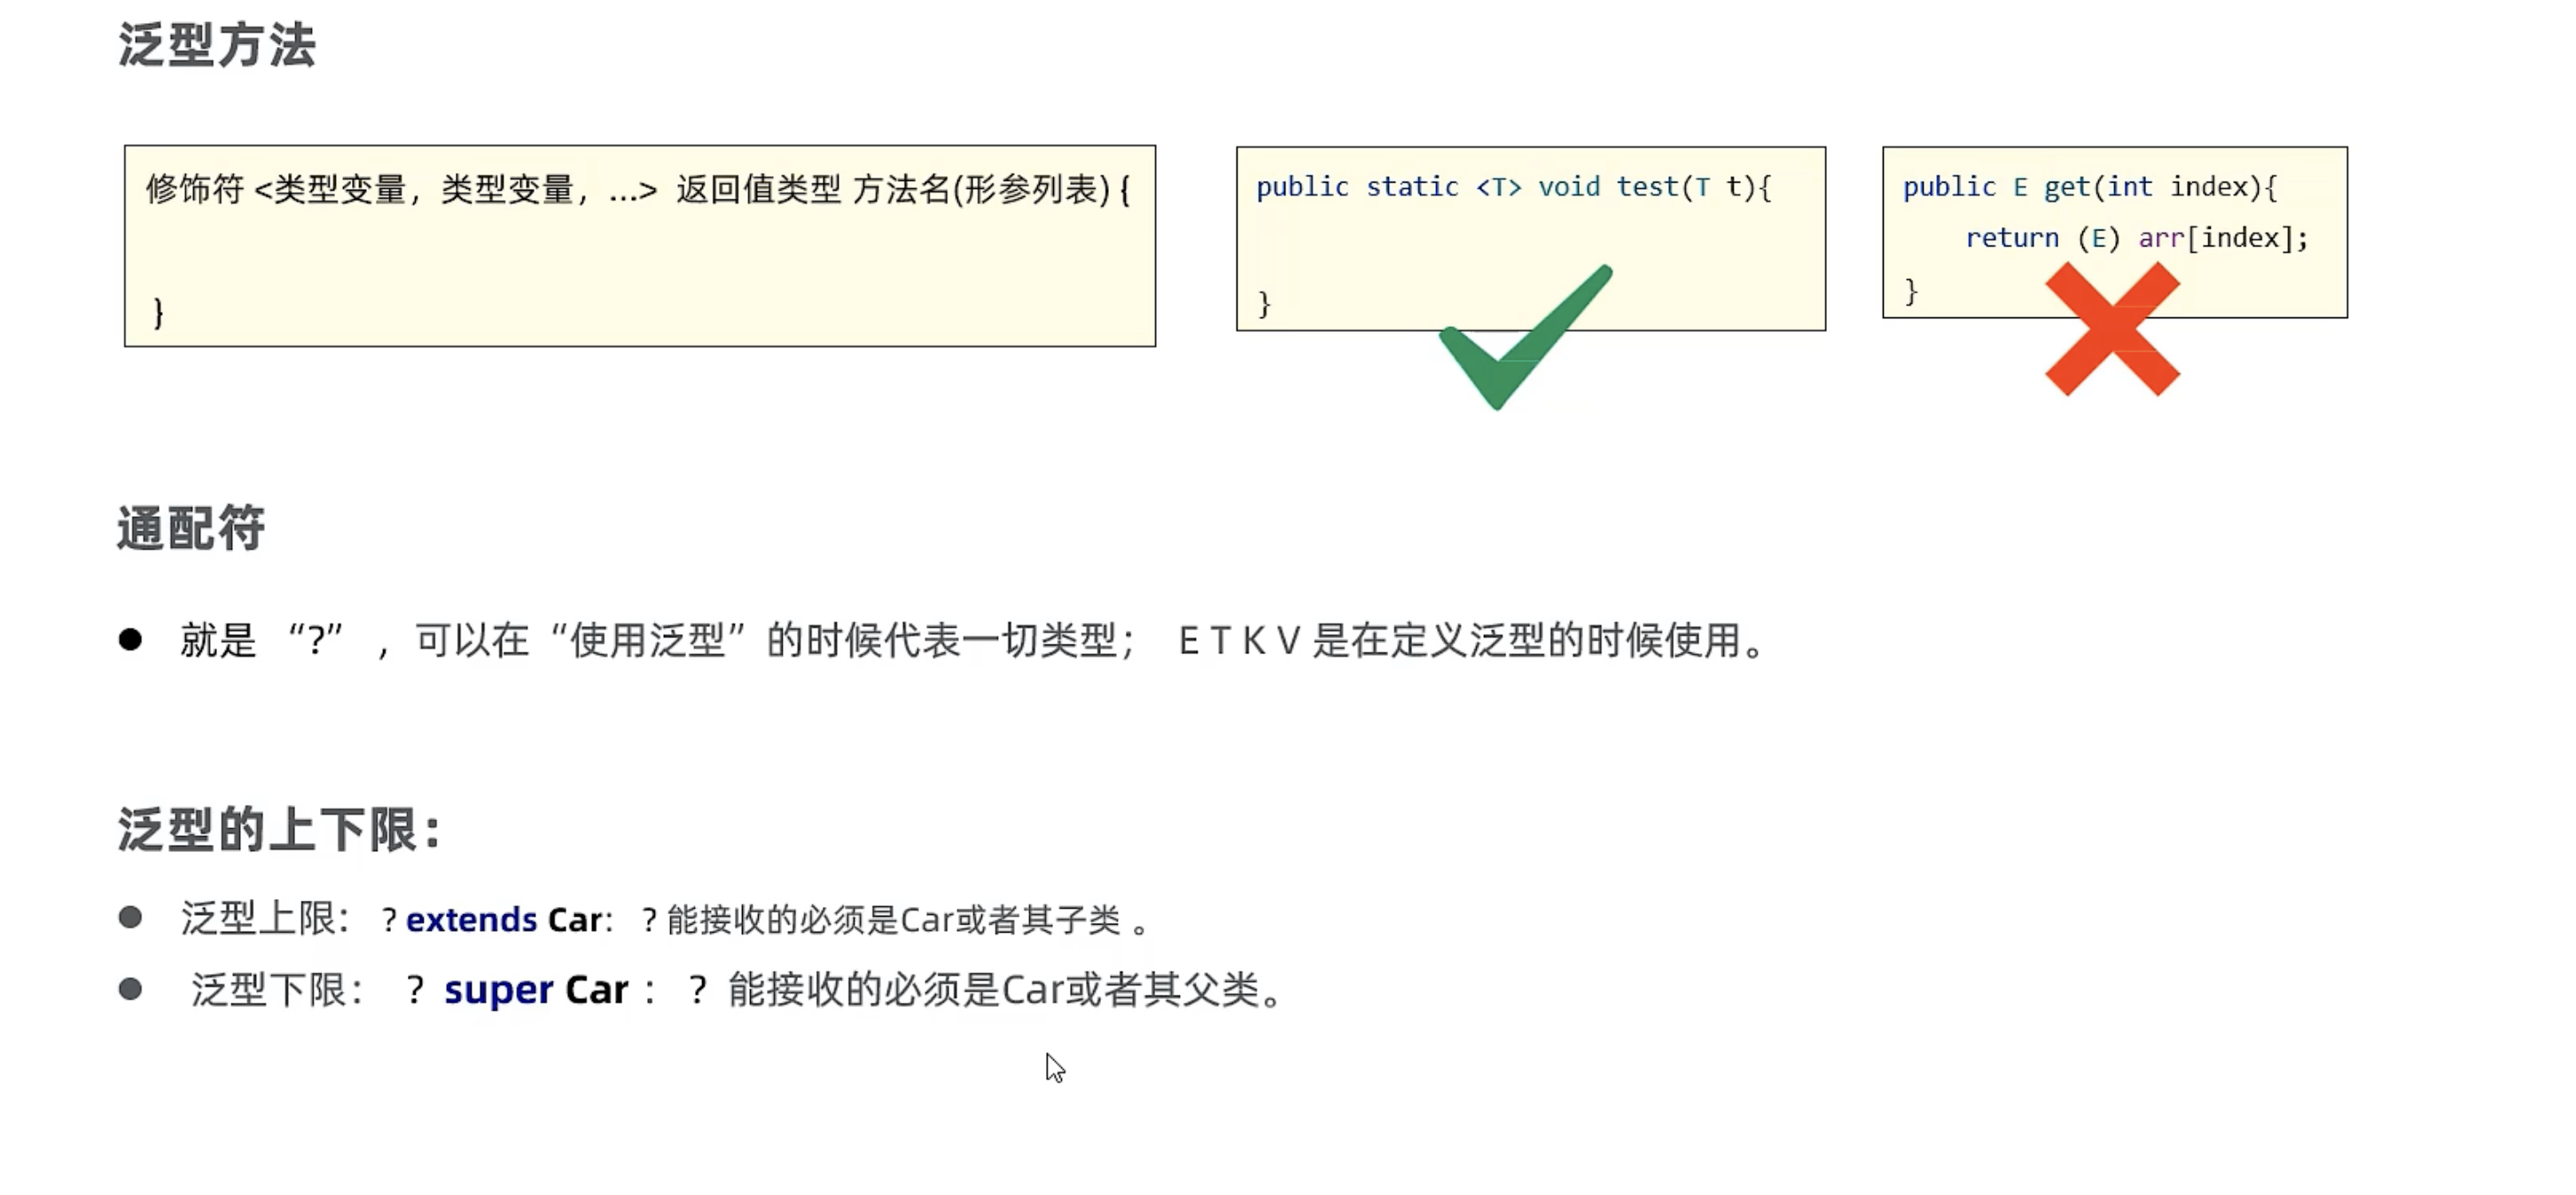 泛型方法
修饰符 <类型变量，类型变量，...> 返回值类型 方法名(形参列表) {
}
public static <T> void test(T t){
}
public E get(int index){
return (E) arr[index];
}
通配符
就是 “?” ，可以在“使用泛型”的时候代表一切类型； E T K V 是在定义泛型的时候使用。
泛型的上下限：
泛型上限： ? extends Car： ? 能接收的必须是Car或者其子类 。
泛型下限： ? super Car ： ? 能接收的必须是Car或者其父类。